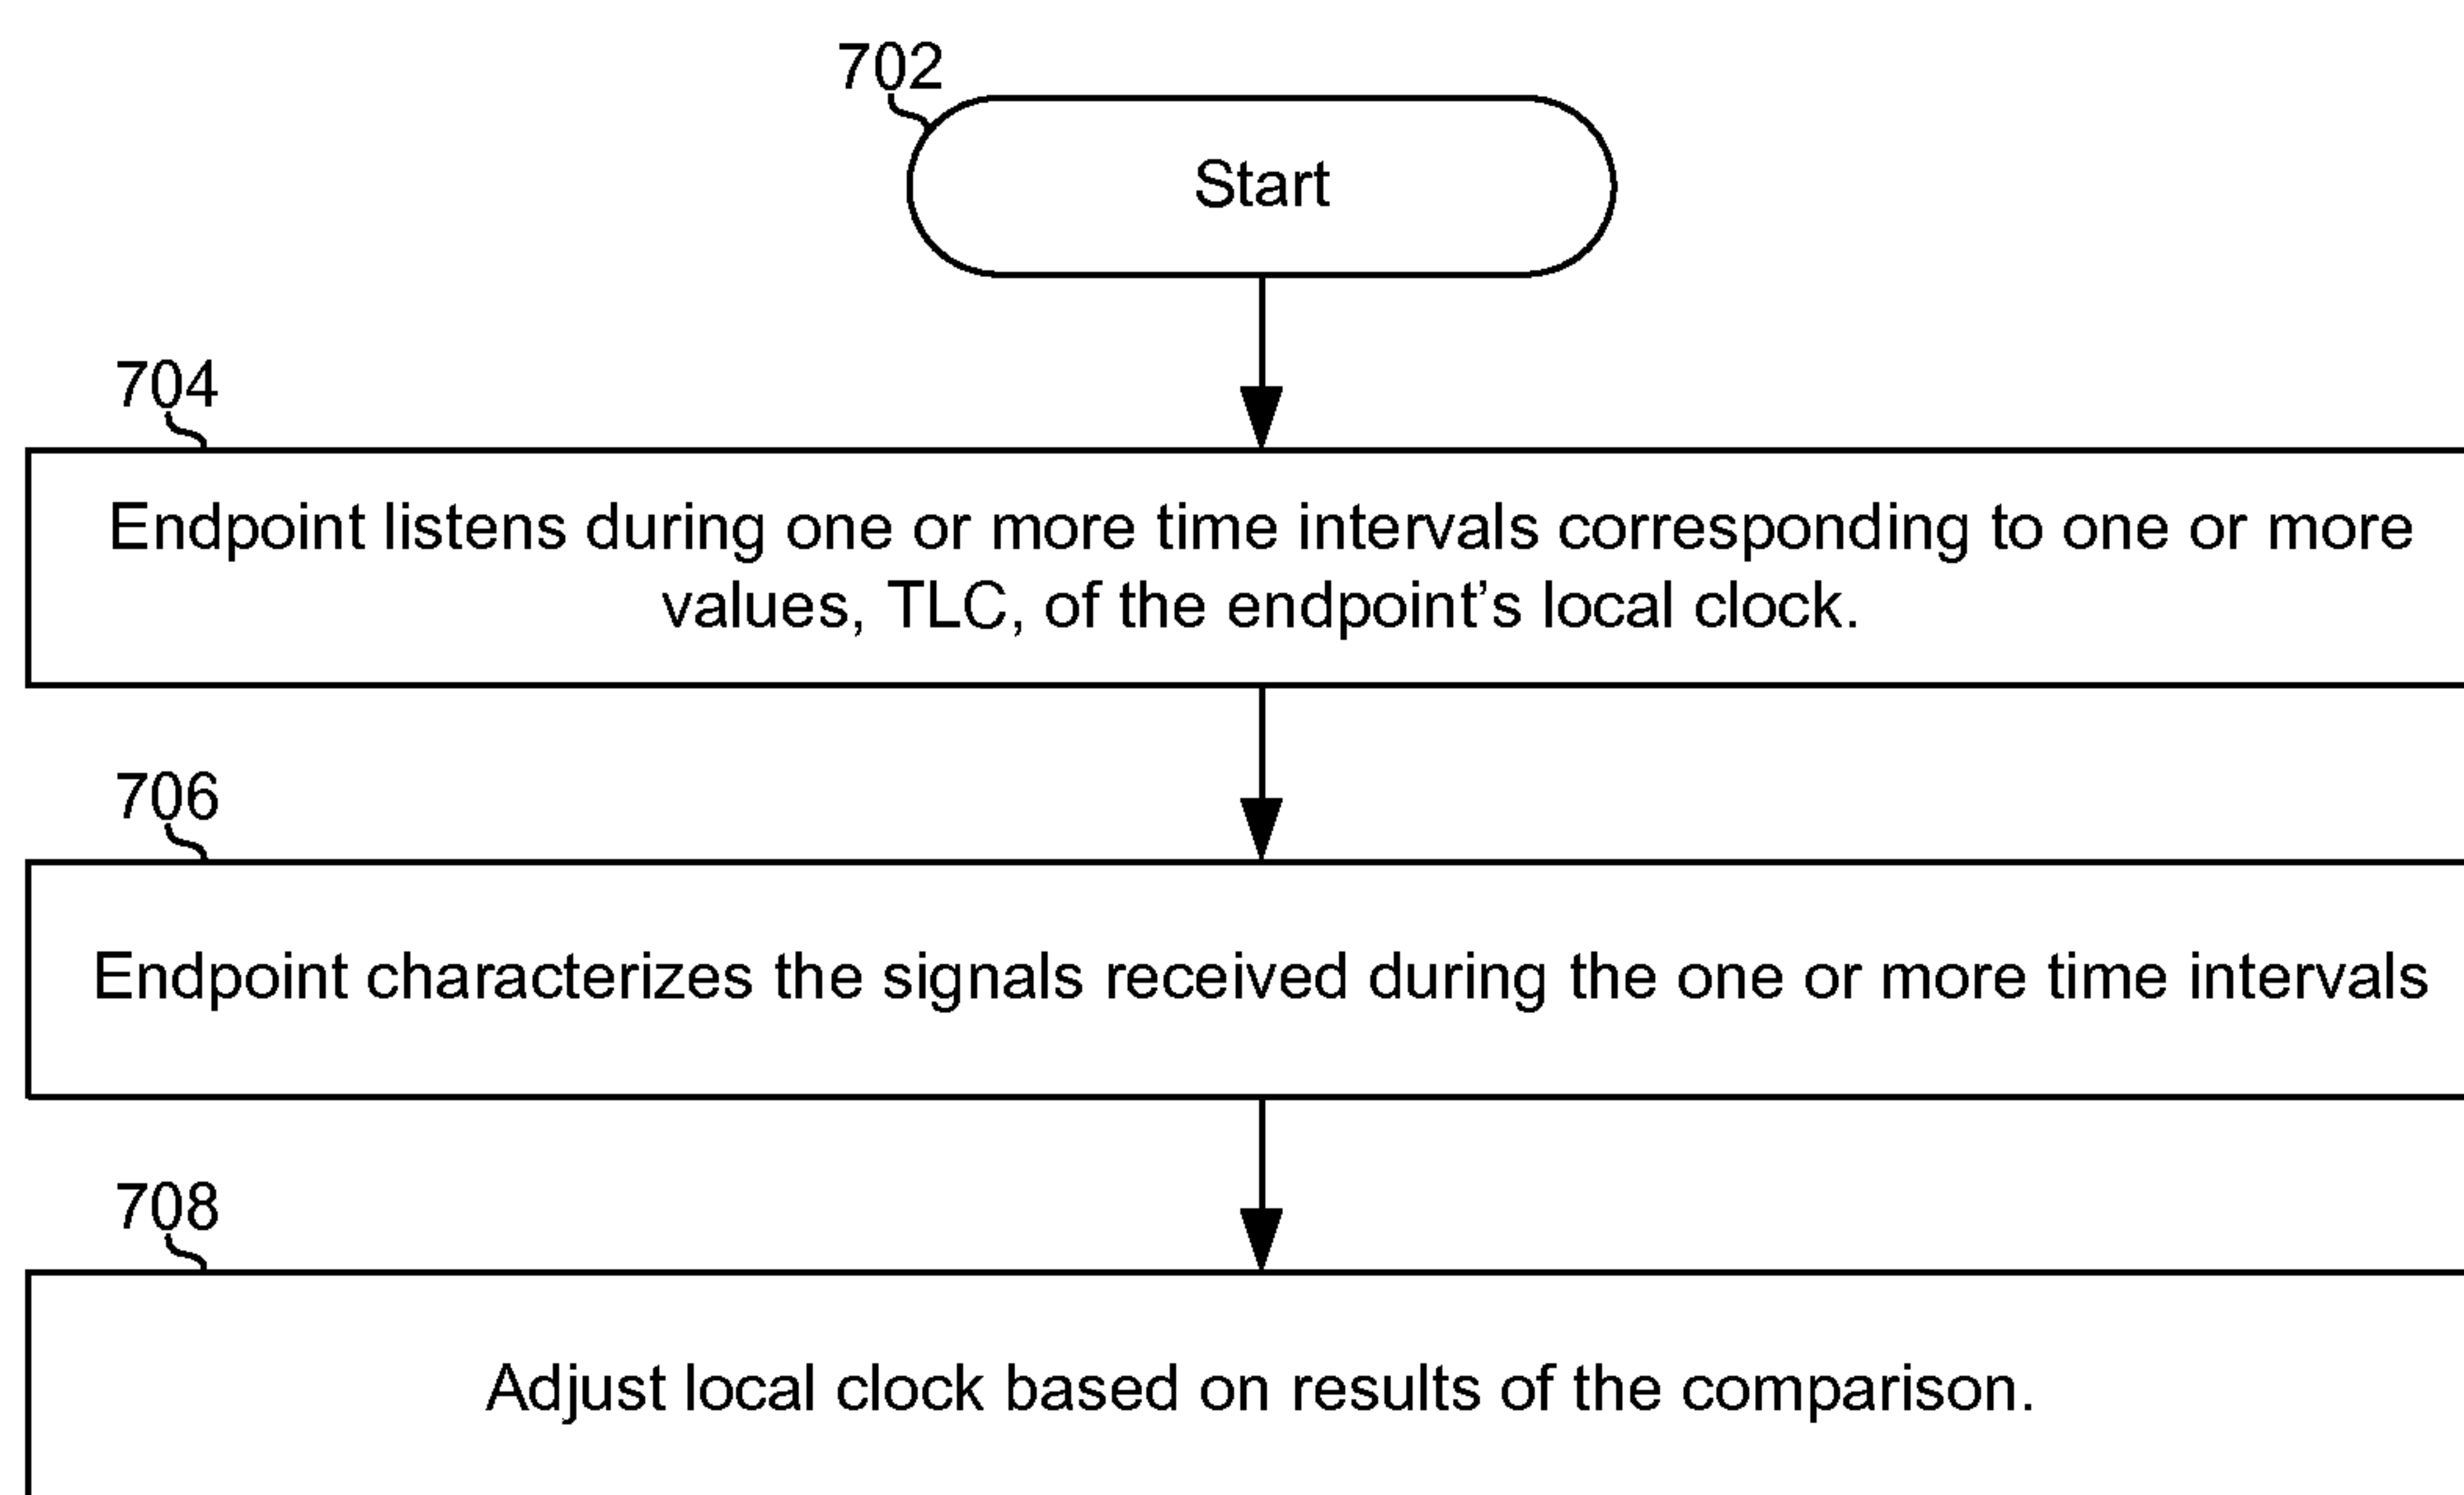 702
Start
704
Endpoint listens during one or more time intervals corresponding to one or more
values, TLC, of the endpoint’s local clock.
706
Endpoint characterizes the signals received during the one or more time intervals
708
Adjust local clock based on results of the comparison.